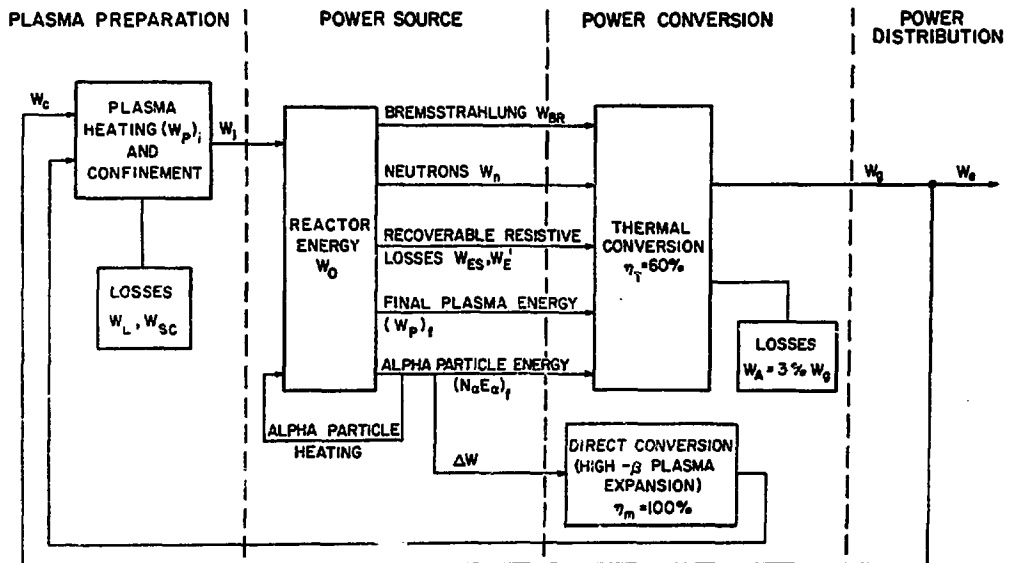 PLASMA PREPARATION
POWER SOURCE
POWER CONVERSION
POWER
DISTRIBUTION
W_c
PLASMA
HEATING (W_P)_i
AND
CONFINEMENT
W_i
LOSSES
W_L, W_SC
REACTOR
ENERGY
W_O
BREMSSTRAHLUNG W_BR
NEUTRONS W_n
RECOVERABLE RESISTIVE
LOSSES W_ES, W_E'
FINAL PLASMA ENERGY
(W_P)_f
ALPHA PARTICLE ENERGY
(N_α E_α)_f
ALPHA PARTICLE
HEATING
ΔW
THERMAL
CONVERSION
η_T=60%
LOSSES
W_A = 3% W_g
DIRECT CONVERSION
(HIGH -β PLASMA
EXPANSION)
η_m=100%
W_g
W_e